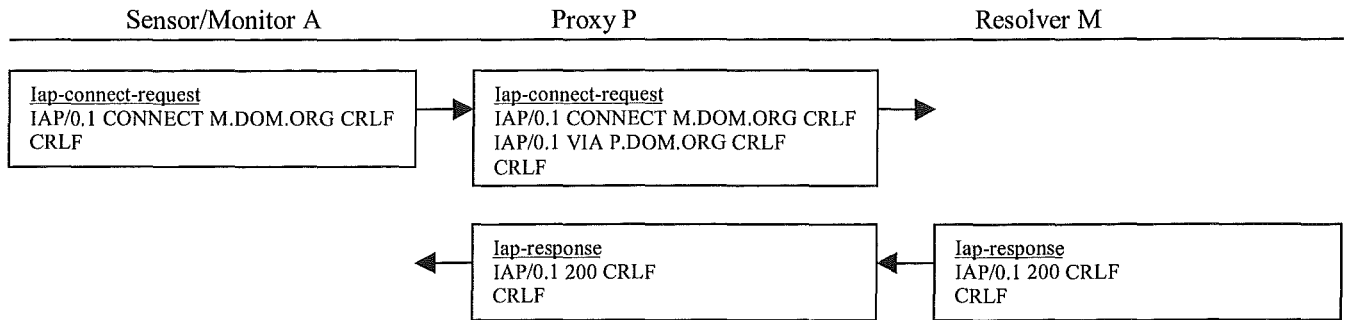 Sensor/Monitor A Proxy P Resolver M
Iap-connect-request
IAP/0.1 CONNECT M.DOM.ORG CRLF
CRLF
Iap-connect-request
IAP/0.1 CONNECT M.DOM.ORG CRLF
IAP/0.1 VIA P.DOM.ORG CRLF
CRLF
Iap-response
IAP/0.1 200 CRLF
CRLF
Iap-response
IAP/0.1 200 CRLF
CRLF